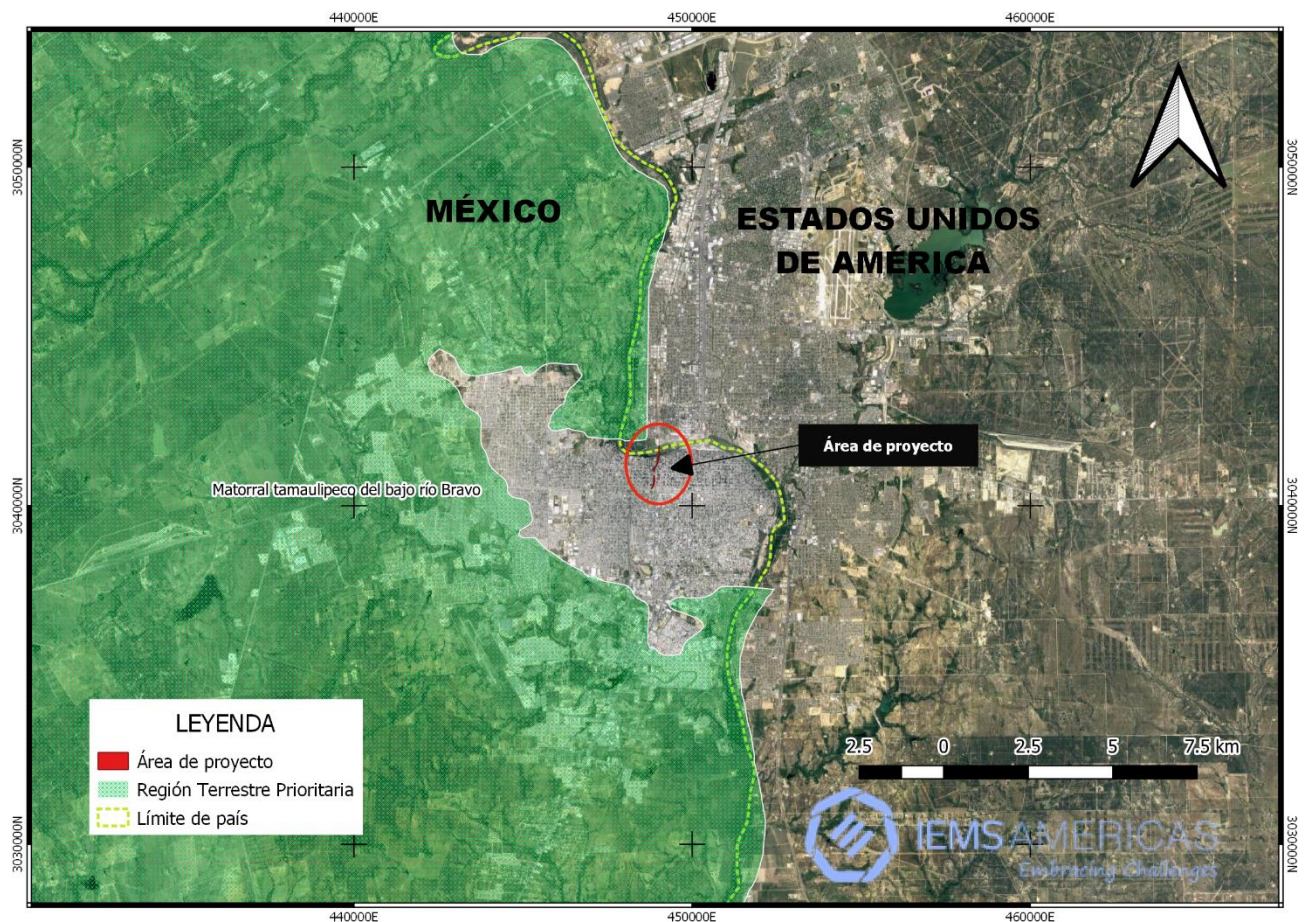 440000E
450000E
460000E
3050000N
3050000N
MÉXICO
ESTADOS UNIDOS
DE AMÉRICA
Área de proyecto
Matorral tamaulipeco del bajo río Bravo
3040000N
3040000N
LEYENDA
Área de proyecto
Región Terrestre Prioritaria
Límite de país
2.5 0 2.5 5 7.5 km
IEMS AMERICAS
Embracing Challenges
3030000N
3030000N
440000E
450000E
460000E